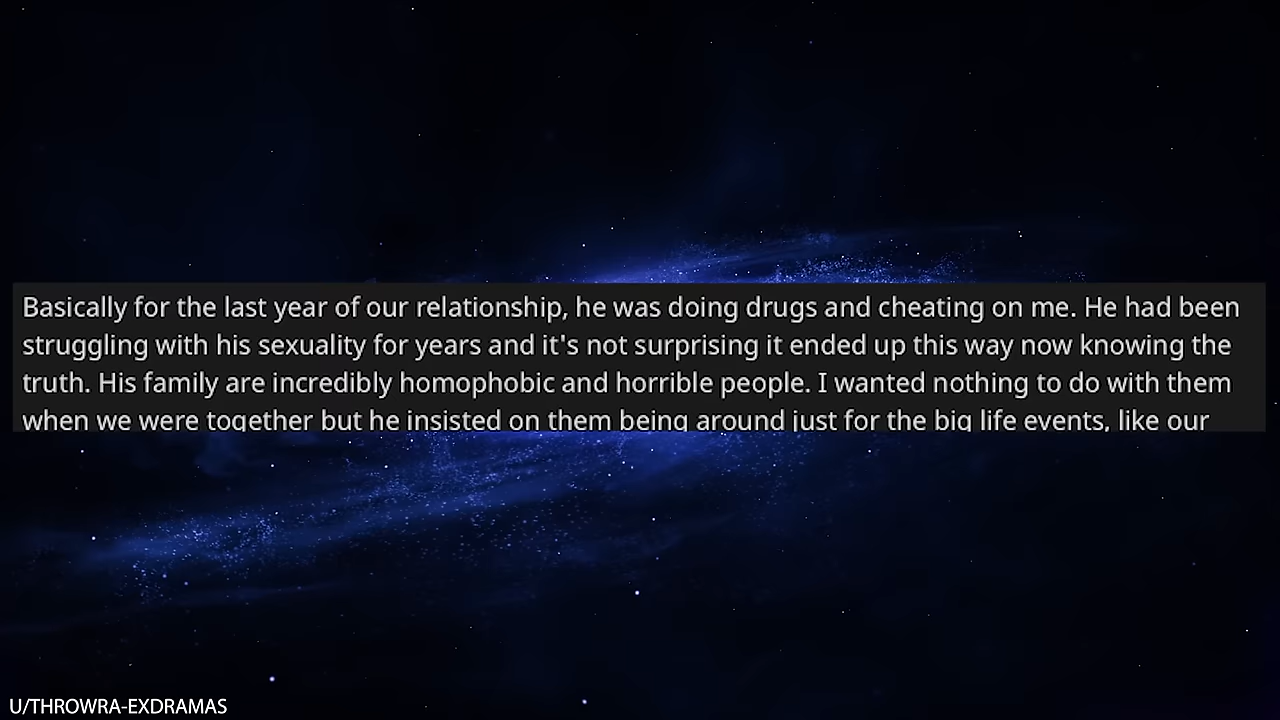 Basically for the last year of our relationship, he was doing drugs and cheating on me. He had been
struggling with his sexuality for years and it's not surprising it ended up this way now knowing the
truth. His family are incredibly homophobic and horrible people. I wanted nothing to do with them
when we were together but he insisted on them being around just for the big life events, like our
U/THROWRA-EXDRAMAS